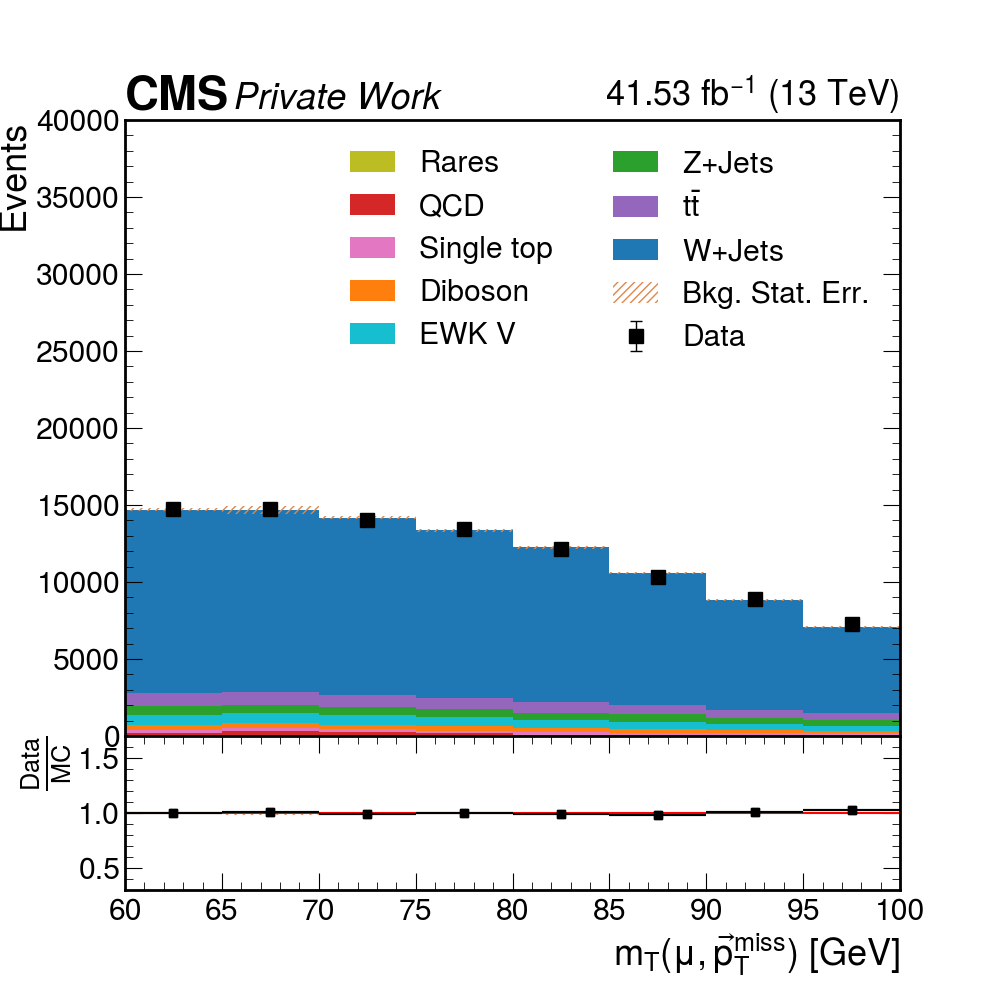 CMS Private Work 41.53 fb⁻¹ (13 TeV)
Events
40000
35000
30000
25000
20000
15000
10000
5000
0
Rares
QCD
Single top
Diboson
EWK V
Z+Jets
tt̄
W+Jets
Bkg. Stat. Err.
Data
Data
MC
1.5
1.0
0.5
60 65 70 75 80 85 90 95 100
m_T(μ, p⃗_T^miss) [GeV]